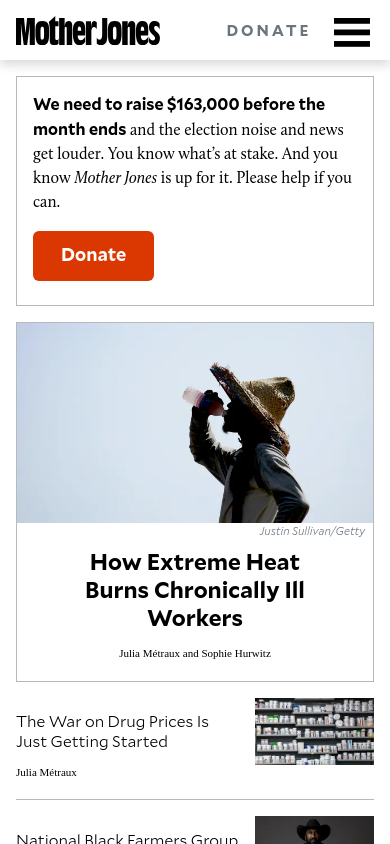 Mother Jones
DONATE
We need to raise $163,000 before the
month ends and the election noise and news
get louder. You know what’s at stake. And you
know Mother Jones is up for it. Please help if you
can.
Donate
Justin Sullivan/Getty
How Extreme Heat
Burns Chronically Ill
Workers
Julia Métraux and Sophie Hurwitz
The War on Drug Prices Is
Just Getting Started
Julia Métraux
National Black Farmers Group